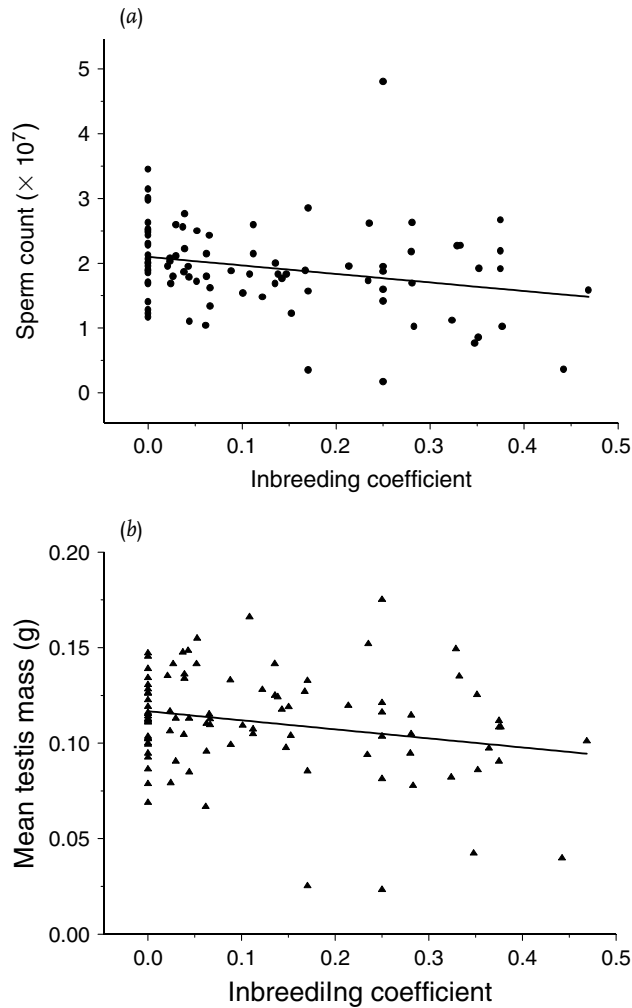 (a)
Sperm count (× 10⁷)
5
4
3
2
1
0
0.0 0.1 0.2 0.3 0.4 0.5
Inbreeding coefficient
(b)
Mean testis mass (g)
0.20
0.15
0.10
0.05
0.00
0.0 0.1 0.2 0.3 0.4 0.5
Inbreedilng coefficient